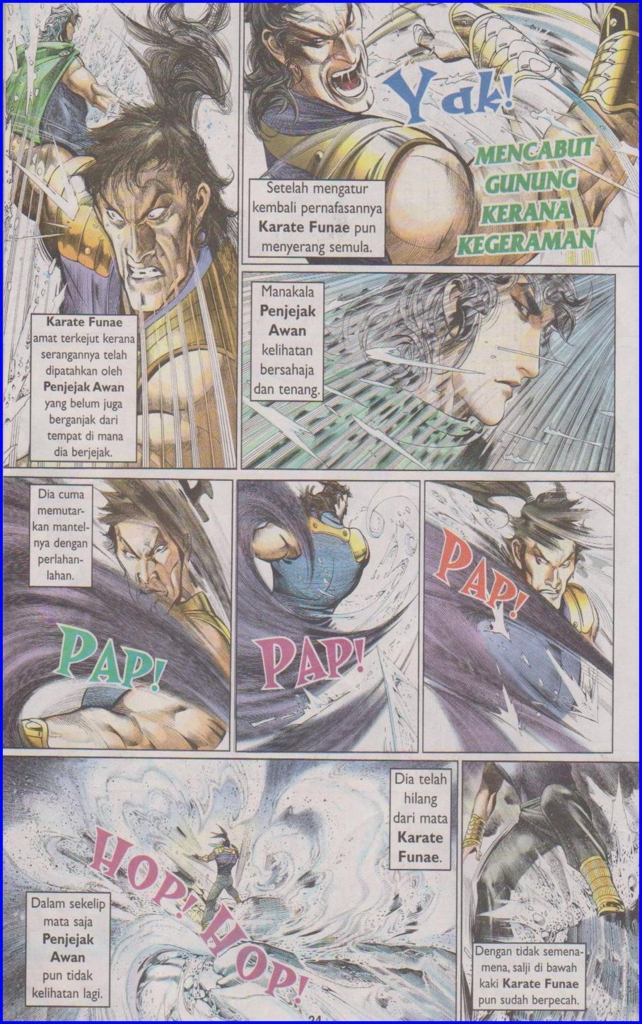 Karate Funae
amat terkejut kerana
serangannya telah
dipatahkan oleh
Penjejak Awan
yang belum juga
berganjak dari
tempat di mana
dia berjejak.
Setelah mengatur
kembali pernafasannya
Karate Funae pun
menyerang semula.
Yak!
MENCABUT
GUNUNG
KERANA
KEGERAMAN
Manakala
Penjejak
Awan
kelihatan
bersahaja
dan tenang.
Dia cuma
memutar-
kan mantel-
nya dengan
perlahan-
lahan.
PAP!
PAP!
PAP!
Dalam sekelip
mata saja
Penjejak
Awan
pun tidak
kelihatan lagi.
HOP! HOP!
Dia telah
hilang
dari mata
Karate
Funae.
Dengan tidak semena-
mena, salji di bawah
kaki Karate Funae
pun sudah berpecah.
24